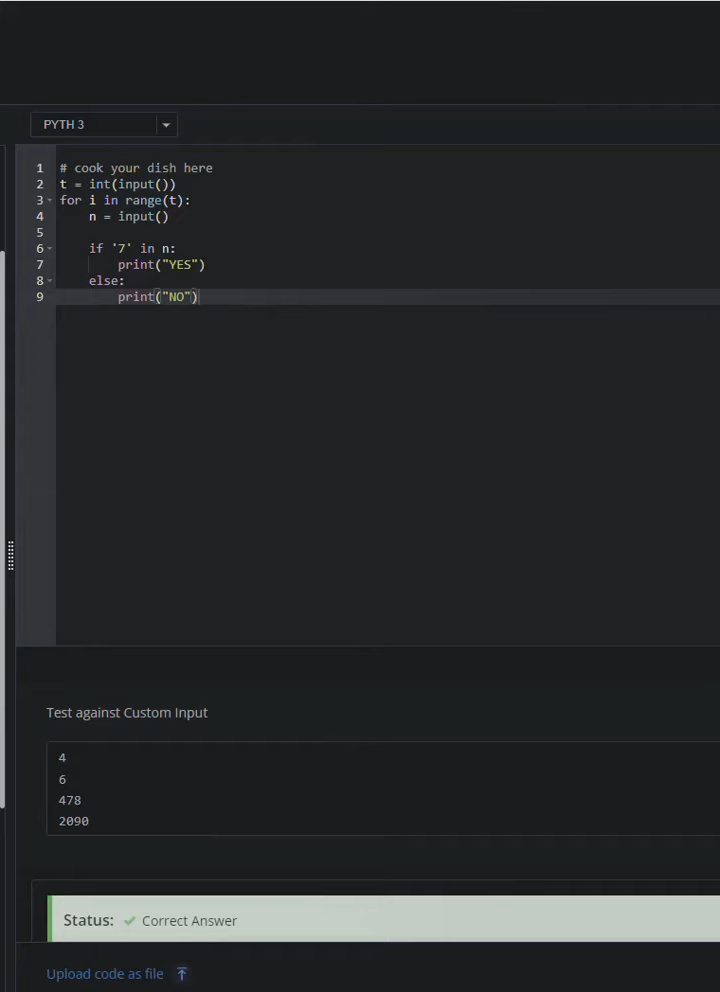 PYTH 3
1 # cook your dish here
2 t = int(input())
3 for i in range(t):
4     n = input()
5
6     if '7' in n:
7         print("YES")
8     else:
9         print("NO")
Test against Custom Input
4
6
478
2090
Status: ✓ Correct Answer
Upload code as file